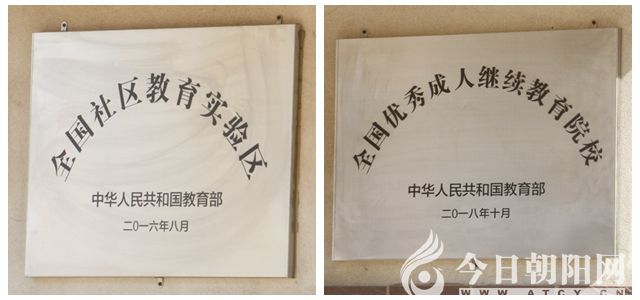 全国社区教育实验区
中华人民共和国教育部
二〇一六年八月
全国优秀成人继续教育院校
中华人民共和国教育部
二〇一八年十月
今日朝阳网
WWW.ATCY.CN